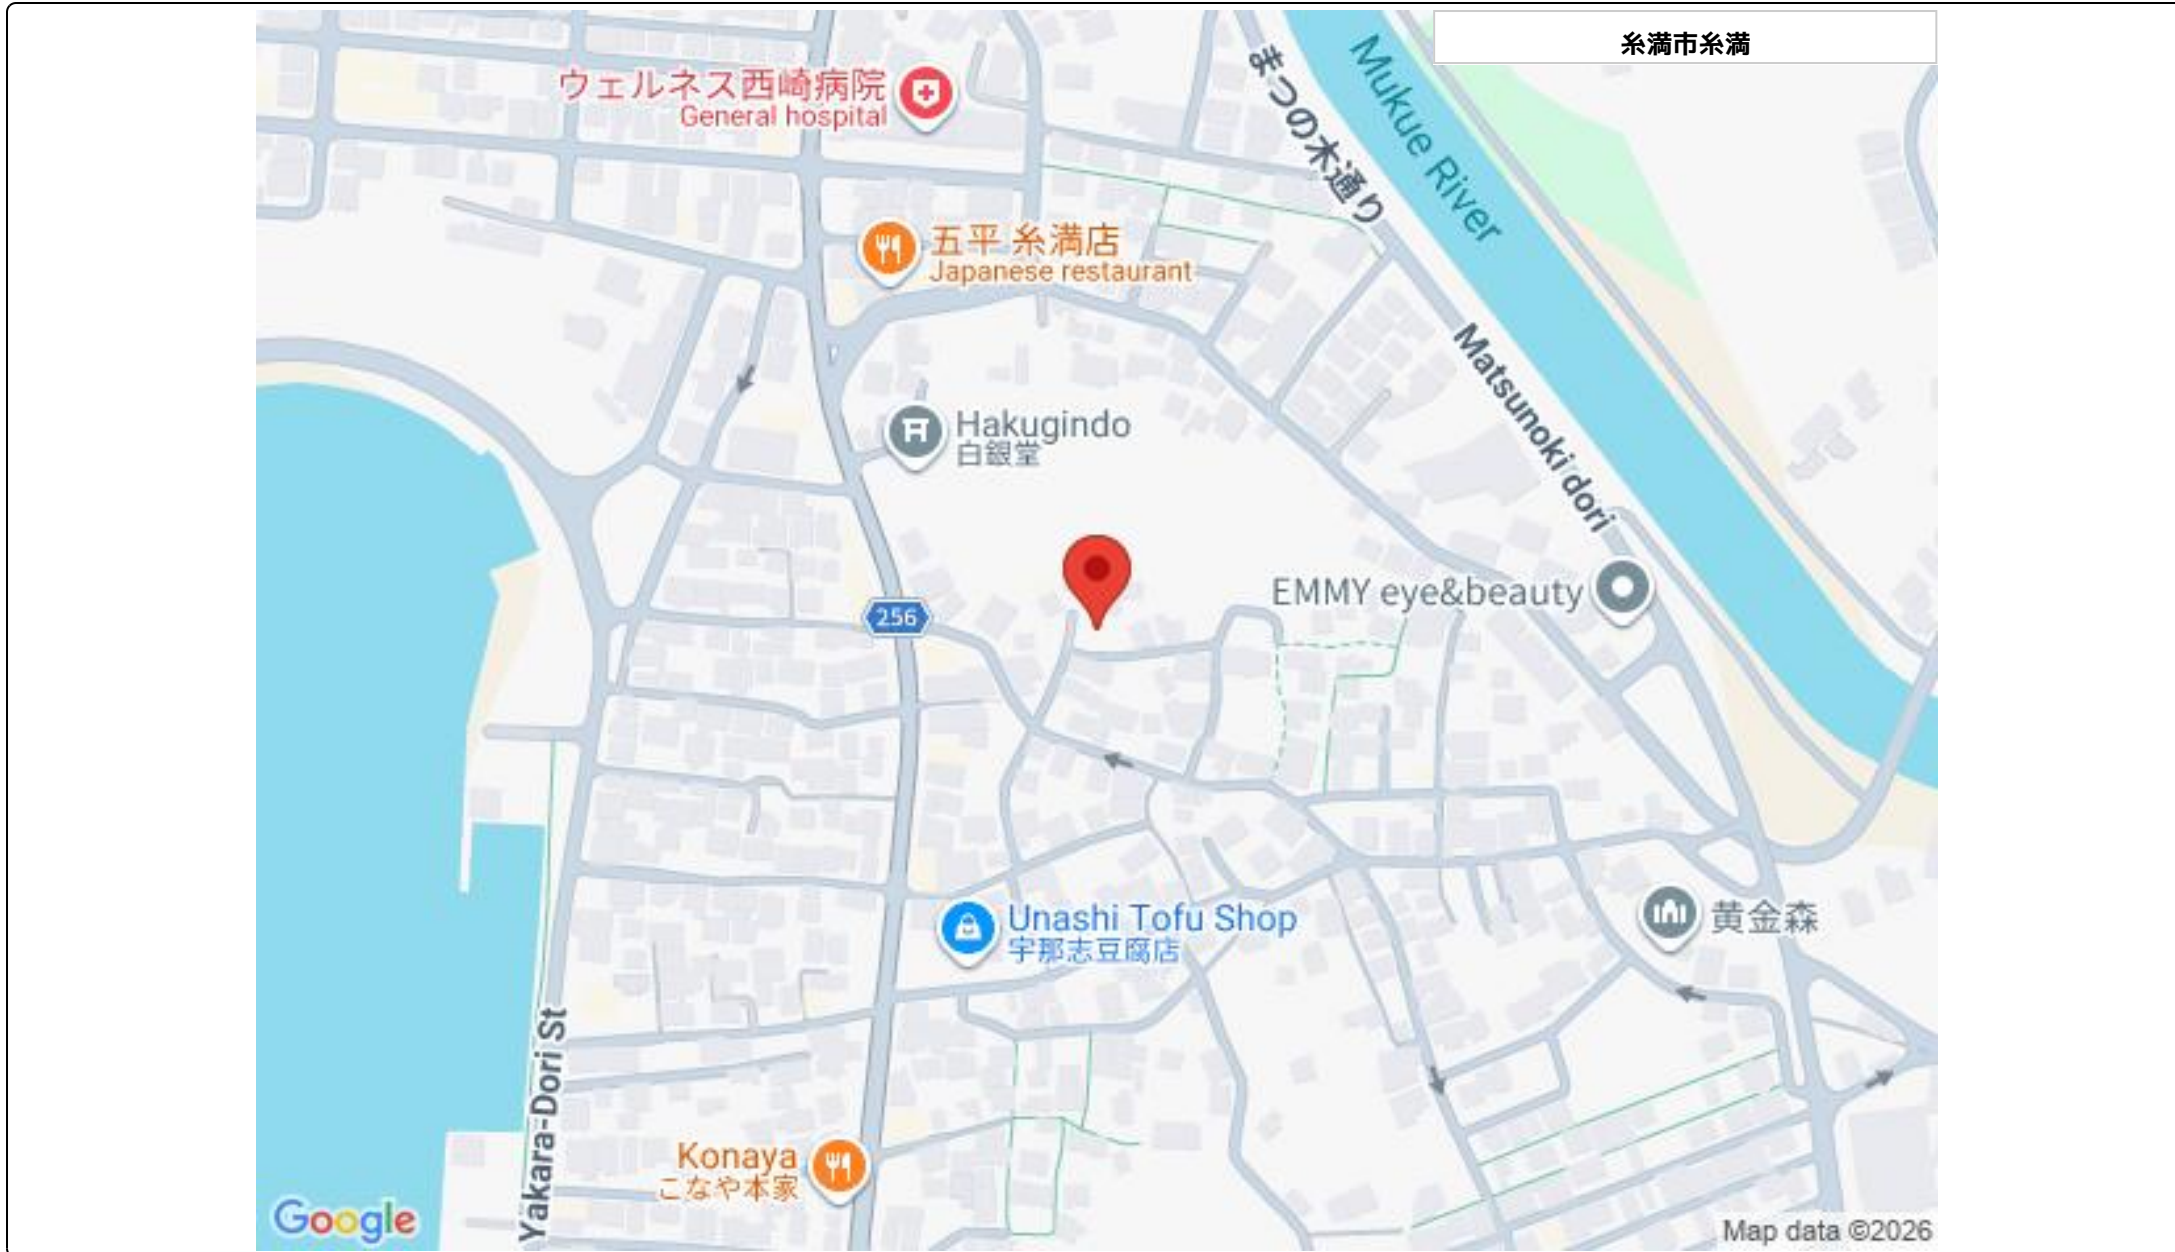 糸満市糸満
ウェルネス西崎病院
General hospital
まつの木通り
Mukue River
五平 糸満店
Japanese restaurant
Matsunoki dori
Hakugindo
白銀堂
EMMY eye&beauty
256
Unashi Tofu Shop
宇那志豆腐店
黄金森
Yakara-Dori St
Konaya
こなや本家
Google
Map data ©2026